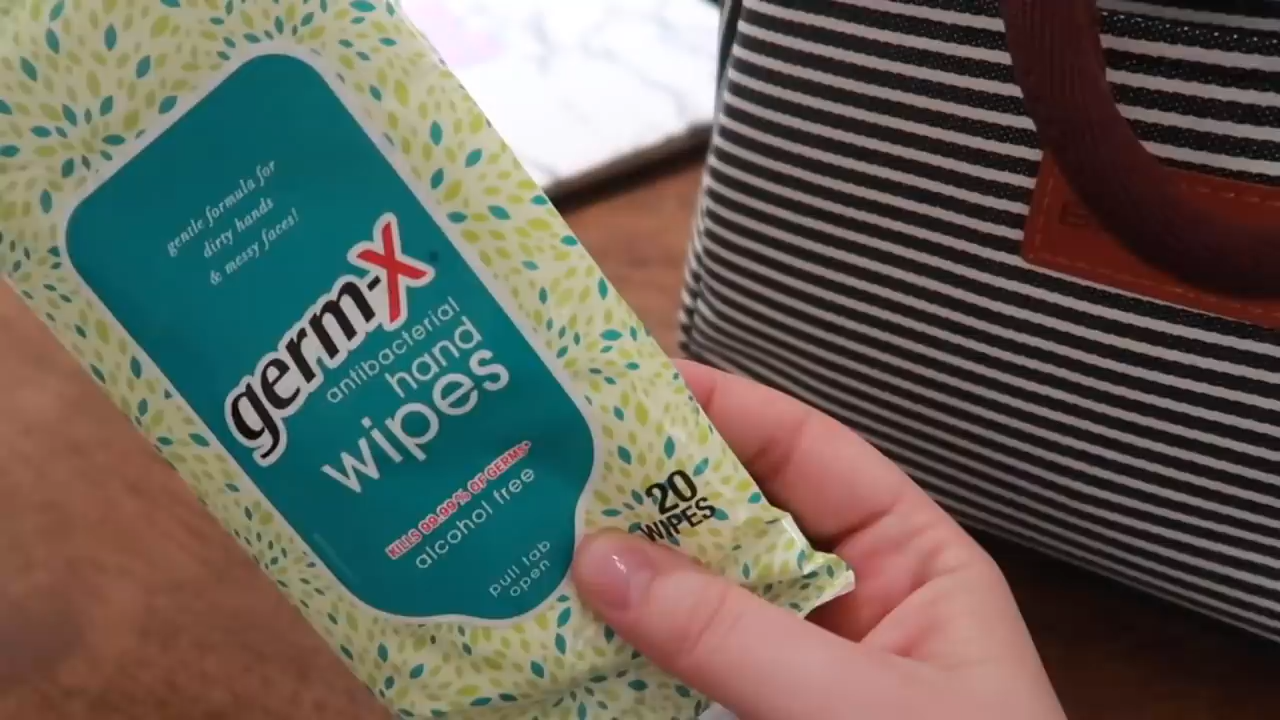 gentle formula for
dirty hands
& messy faces!
germ-x
antibacterial
hand
wipes
KILLS 99.99% OF GERMS*
alcohol free
pull tab
open
20
WIPES